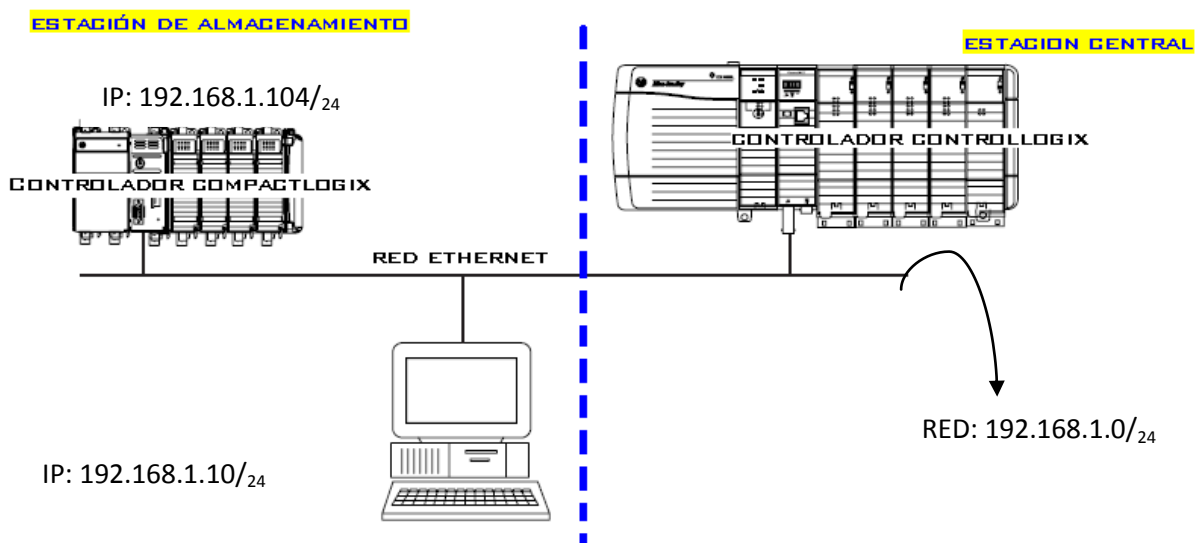 ESTACIÓN DE ALMACENAMIENTO
ESTACION CENTRAL
IP: 192.168.1.104/24
CONTROLADOR CONTROLLOGIX
CONTROLADOR COMPACTLOGIX
RED ETHERNET
RED: 192.168.1.0/24
IP: 192.168.1.10/24